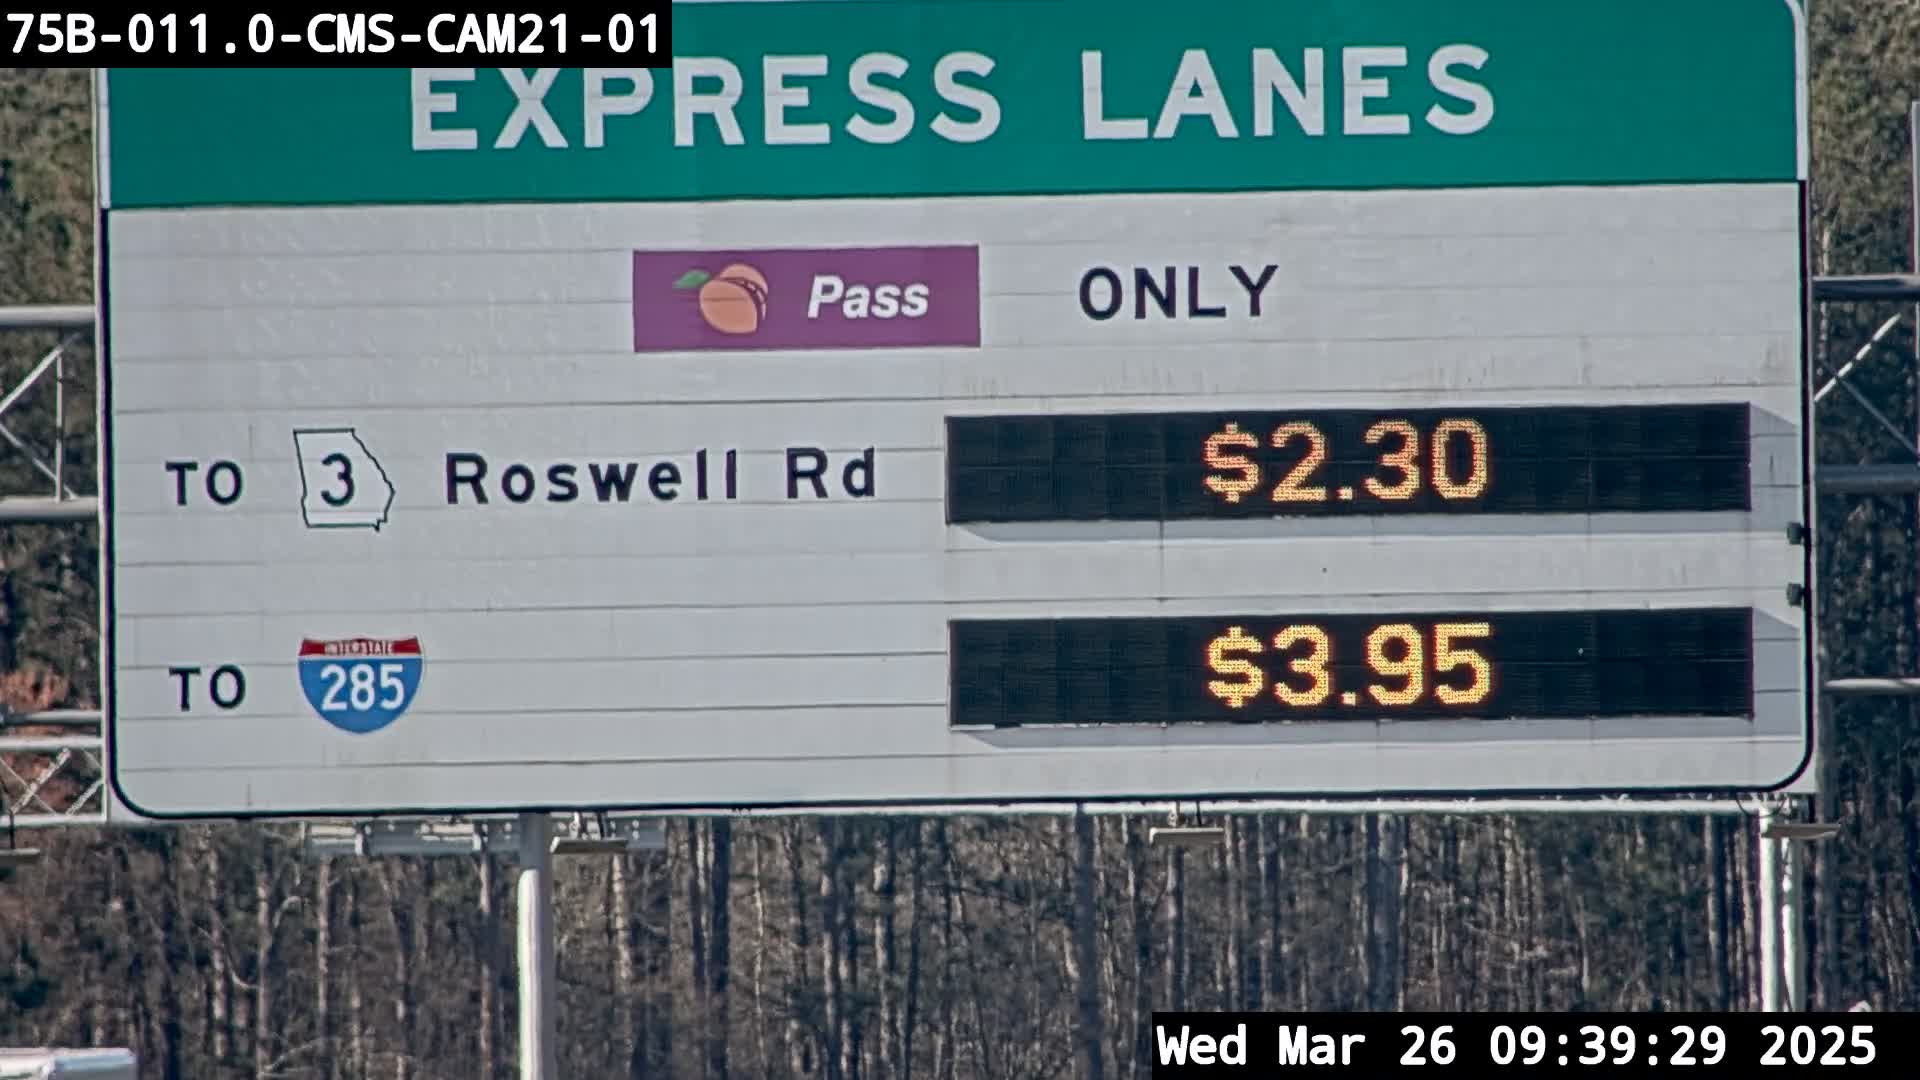 75B-011.0-CMS-CAM21-01
EXPRESS LANES
Pass ONLY
TO 3 Roswell Rd $2.30
INTERSTATE
TO 285 $3.95
Wed Mar 26 09:39:29 2025